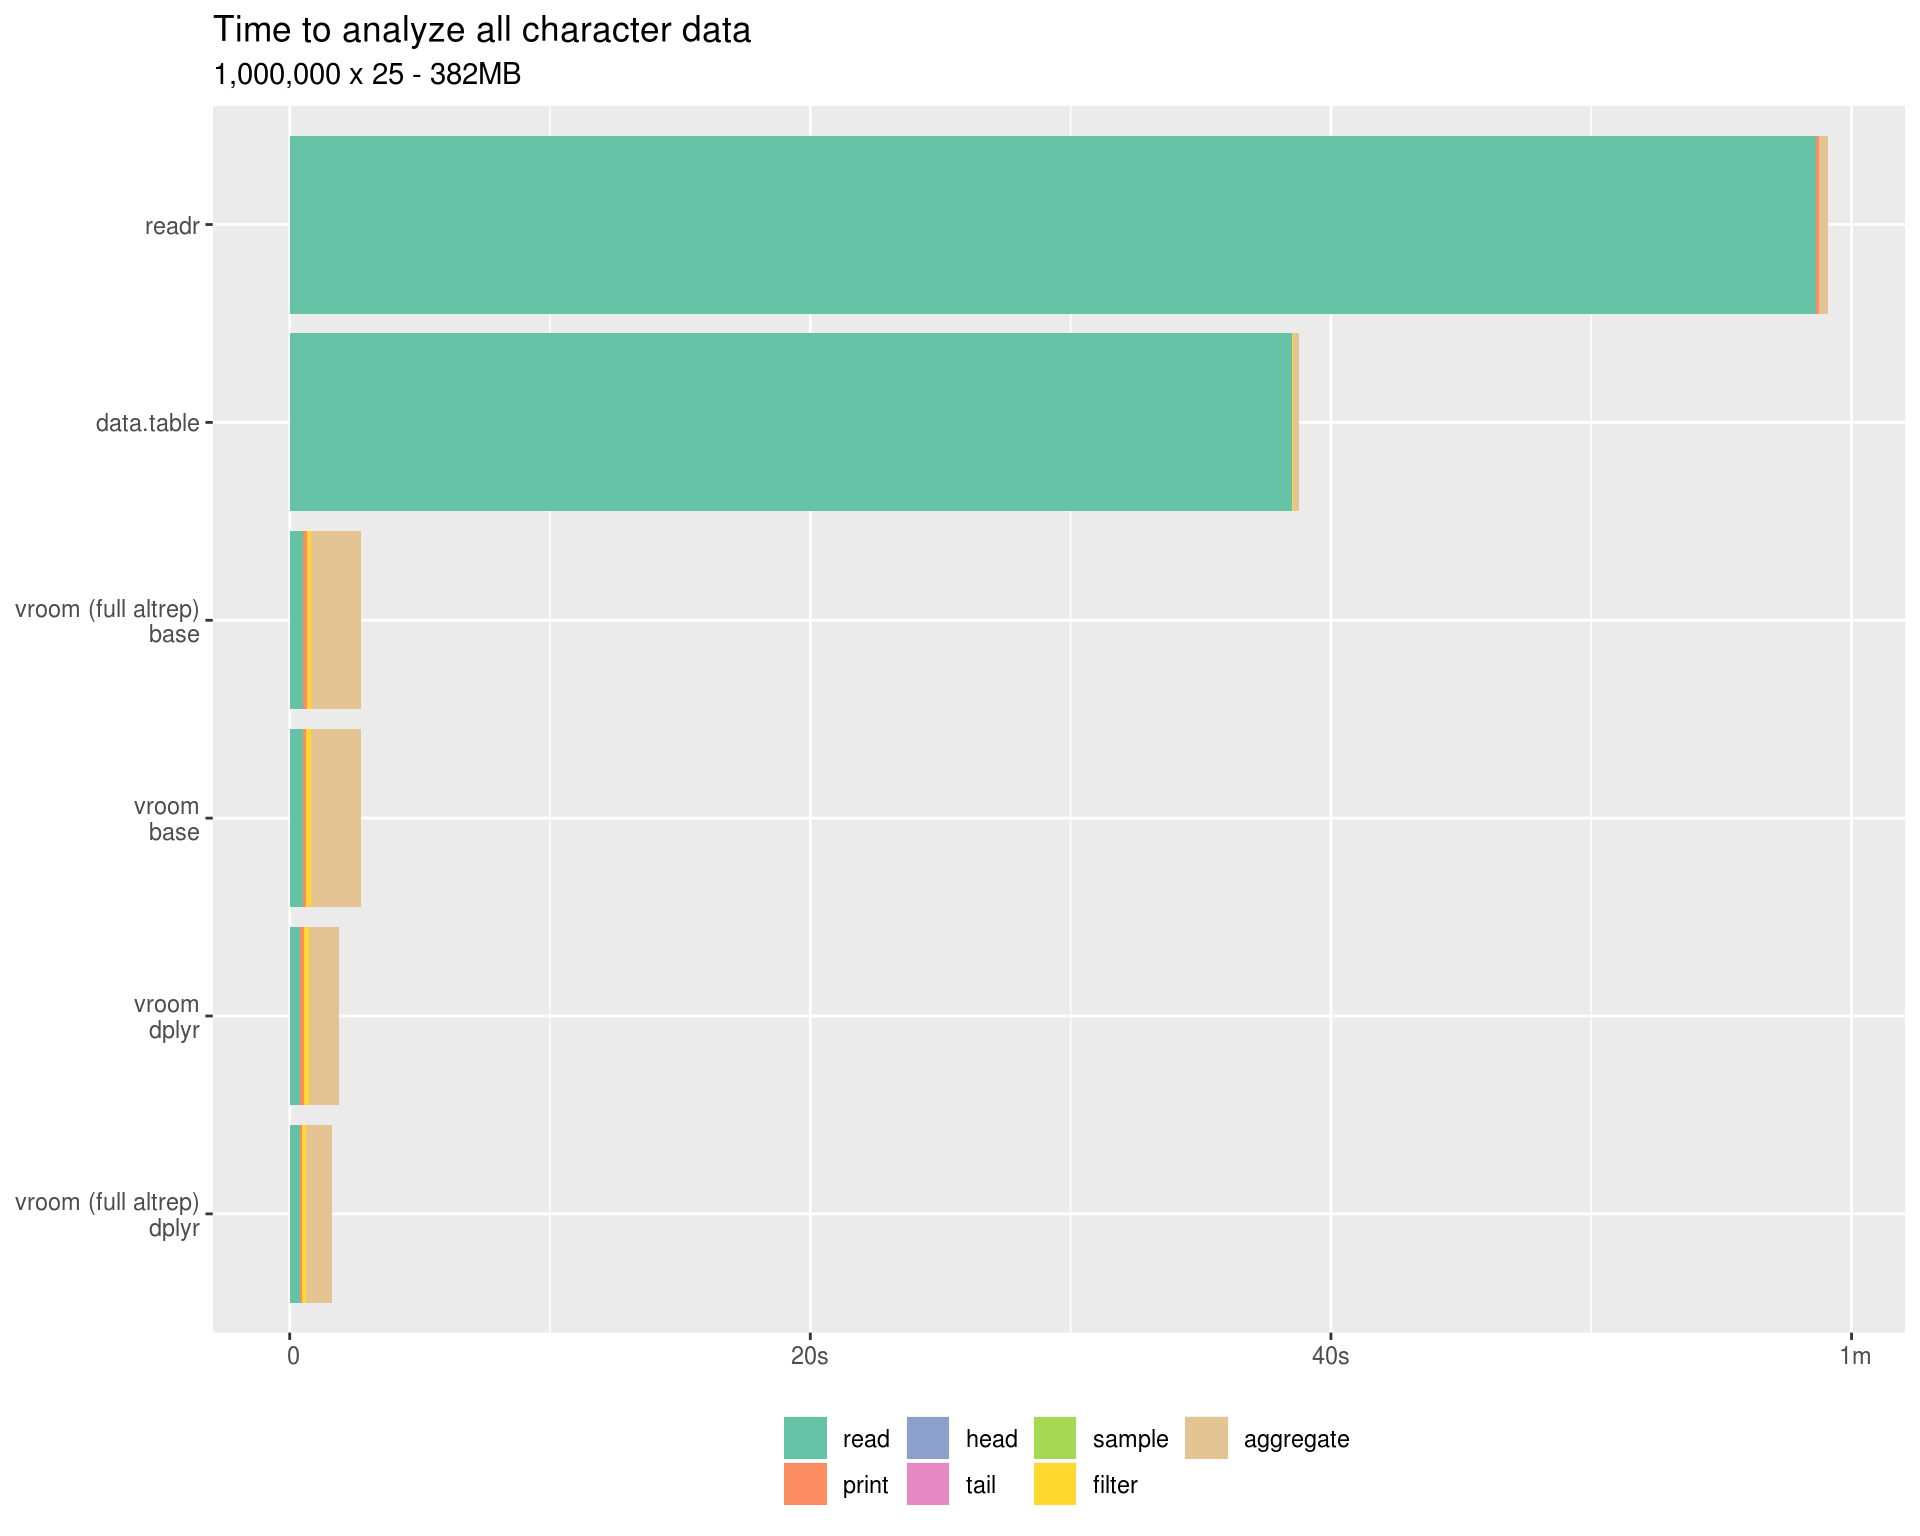 Time to analyze all character data
1,000,000 x 25 - 382MB
readr
data.table
vroom (full altrep)
base
vroom
base
vroom
dplyr
vroom (full altrep)
dplyr
0 20s 40s 1m
read head sample aggregate
print tail filter